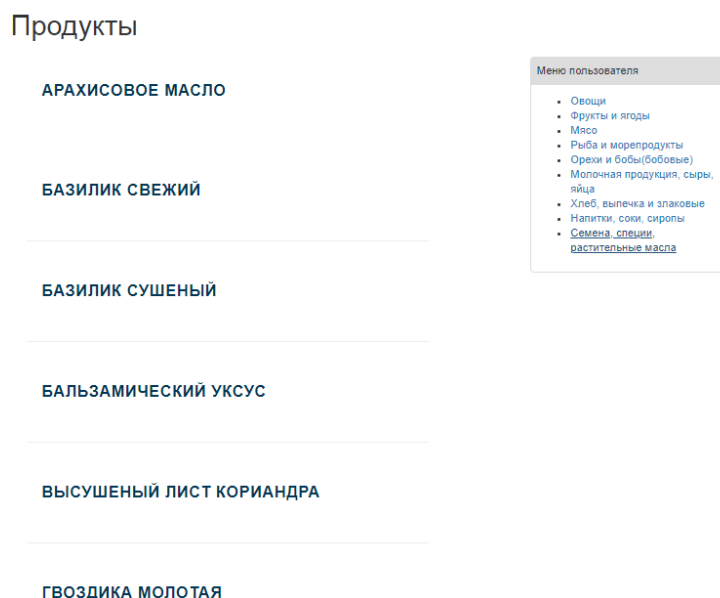 Продукты
АРАХИСОВОЕ МАСЛО
БАЗИЛИК СВЕЖИЙ
БАЗИЛИК СУШЕНЫЙ
БАЛЬЗАМИЧЕСКИЙ УКСУС
ВЫСУШЕНЫЙ ЛИСТ КОРИАНДРА
ГВОЗДИКА МОЛОТАЯ
Меню пользователя
Овощи
Фрукты и ягоды
Мясо
Рыба и морепродукты
Орехи и бобы(бобовые)
Молочная продукция, сыры,
яйца
Хлеб, выпечка и злаковые
Напитки, соки, сиропы
Семена, специи,
растительные масла